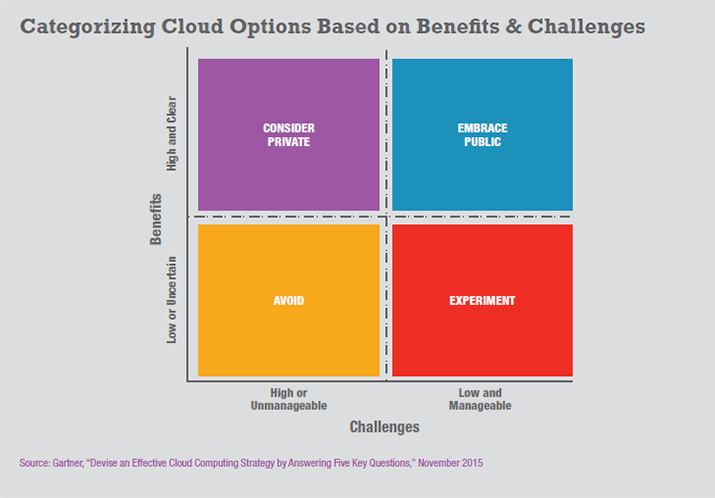 Categorizing Cloud Options Based on Benefits & Challenges
High and Clear
CONSIDER
PRIVATE
EMBRACE
PUBLIC
Benefits
Low or Uncertain
AVOID
EXPERIMENT
High or
Unmanageable
Low and
Manageable
Challenges
Source: Gartner, “Devise an Effective Cloud Computing Strategy by Answering Five Key Questions,” November 2015